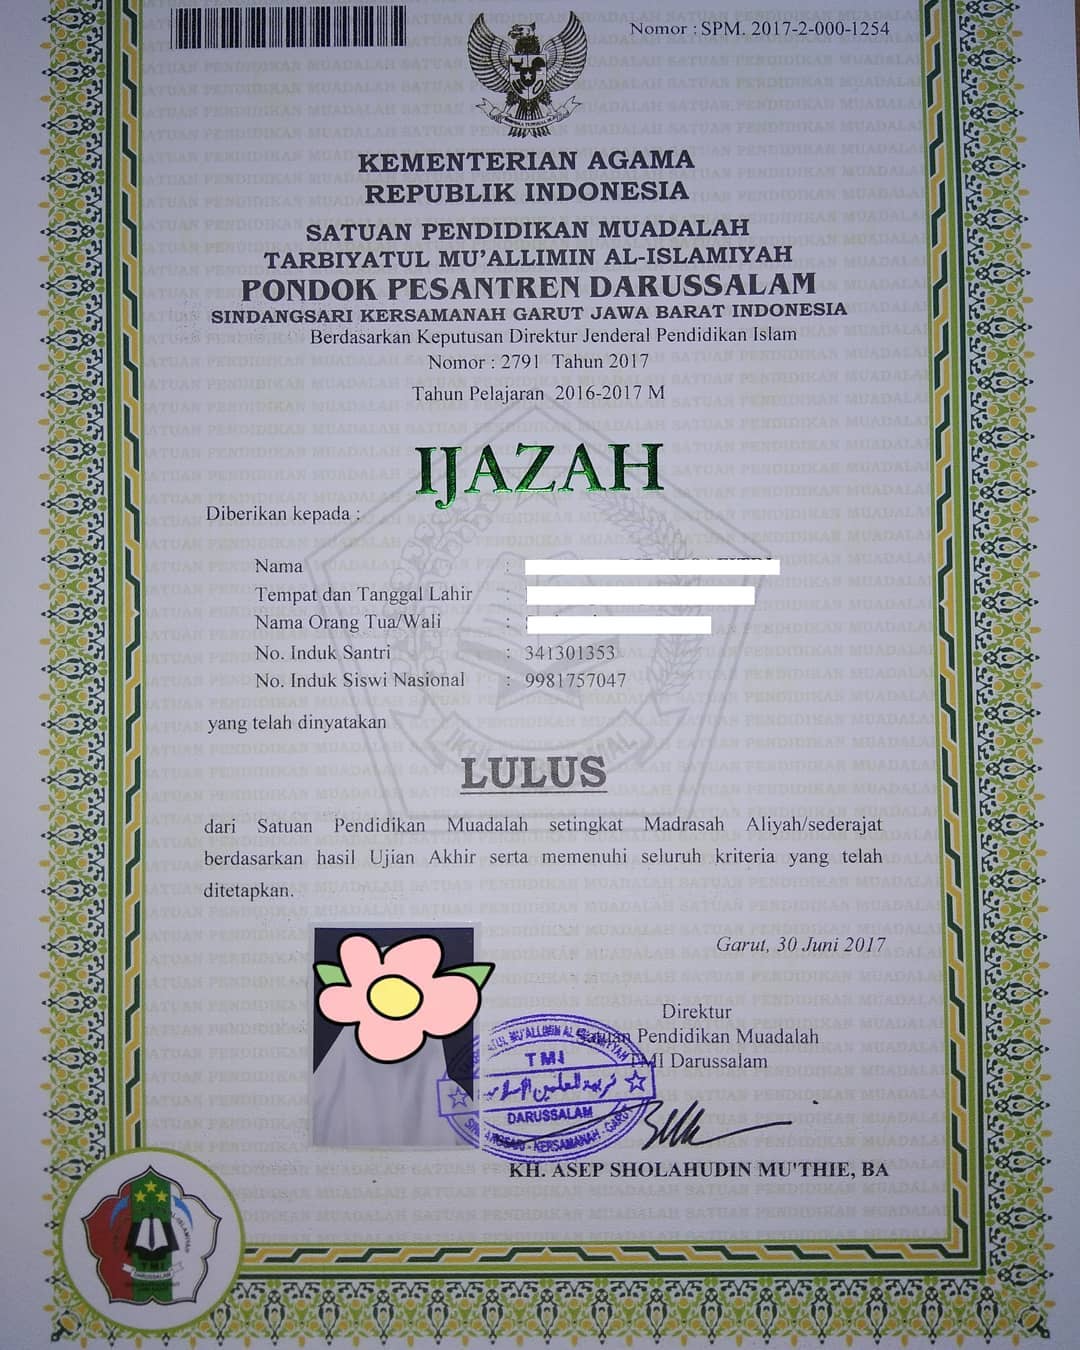 Nomor : SPM. 2017-2-000-1254
KEMENTERIAN AGAMA
REPUBLIK INDONESIA
SATUAN PENDIDIKAN MUADALAH
TARBIYATUL MU'ALLIMIN AL-ISLAMIYAH
PONDOK PESANTREN DARUSSALAM
SINDANGSARI KERSAMANAH GARUT JAWA BARAT INDONESIA
Berdasarkan Keputusan Direktur Jenderal Pendidikan Islam
Nomor : 2791 Tahun 2017
Tahun Pelajaran 2016-2017 M
IJAZAH
Diberikan kepada :
Nama :
Tempat dan Tanggal Lahir :
Nama Orang Tua/Wali :
No. Induk Santri : 341301353
No. Induk Siswi Nasional : 9981757047
yang telah dinyatakan
LULUS
dari Satuan Pendidikan Muadalah setingkat Madrasah Aliyah/sederajat
berdasarkan hasil Ujian Akhir serta memenuhi seluruh kriteria yang telah
ditetapkan.
Garut, 30 Juni 2017
Direktur
Satuan Pendidikan Muadalah
TMI Darussalam
TMI
DARUSSALAM
SINDANGSARI - KERSAMANAH - GARUT
KH. ASEP SHOLAHUDIN MU'THIE, BA
TMI
DARUSSALAM